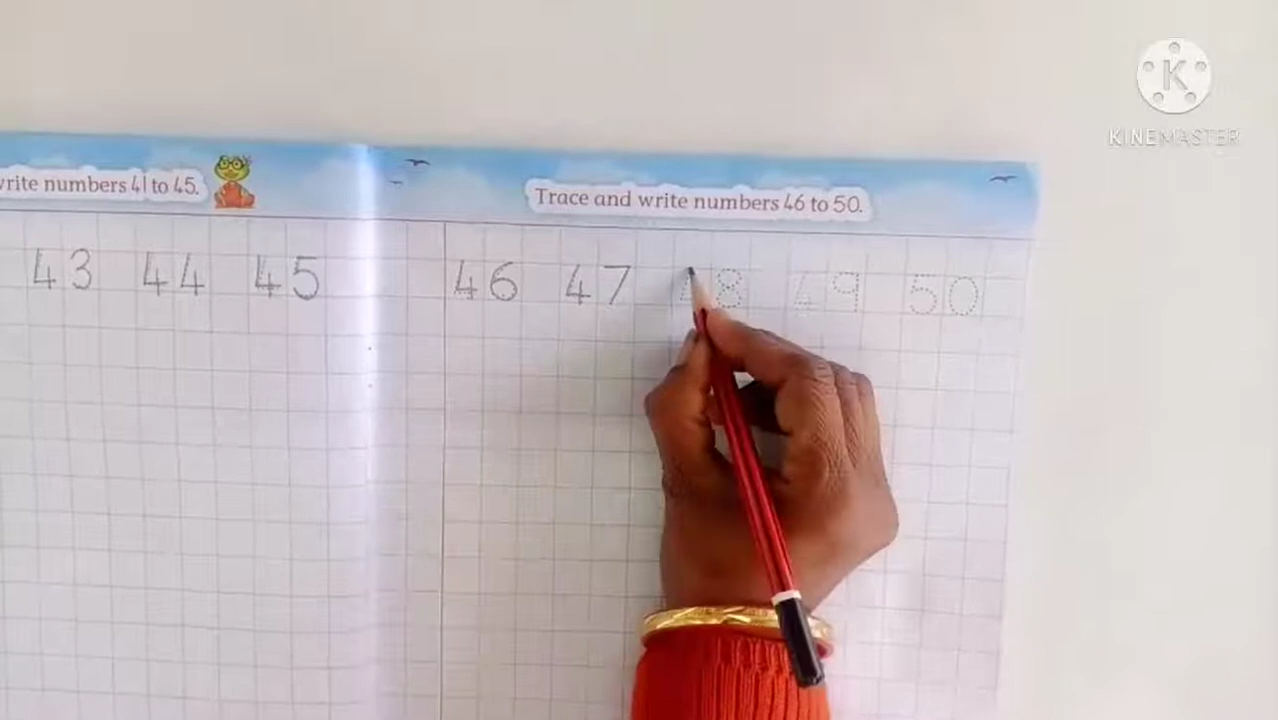 K
KINEMASTER
write numbers 41 to 45.
Trace and write numbers 46 to 50.
43 44 45
46 47 48 49 50